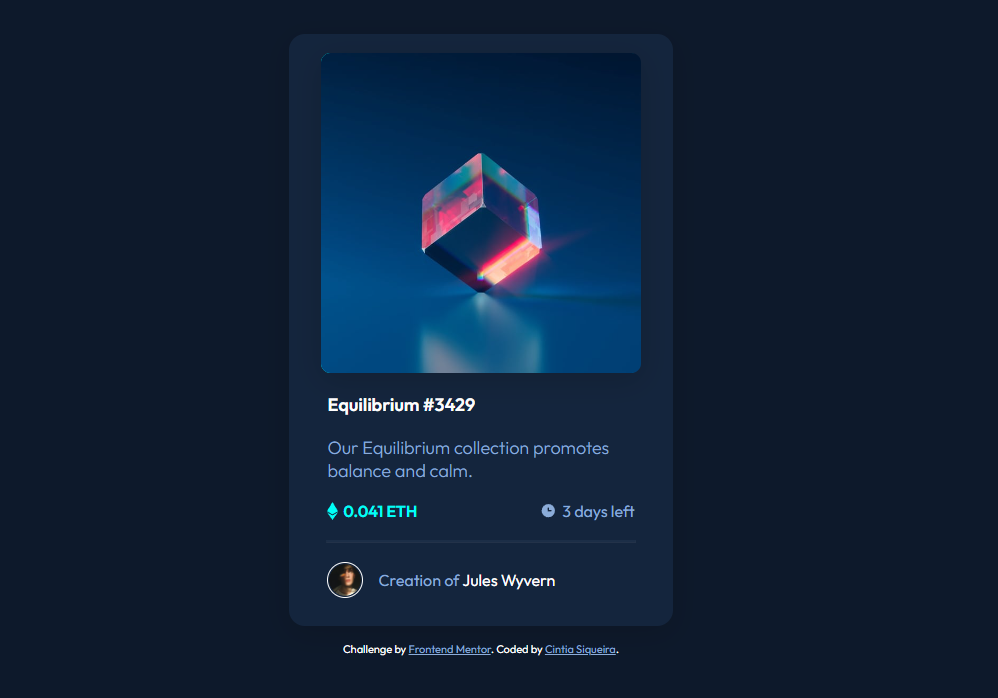 Equilibrium #3429
Our Equilibrium collection promotes
balance and calm.
0.041 ETH
3 days left
Creation of Jules Wyvern
Challenge by Frontend Mentor. Coded by Cintia Siqueira.